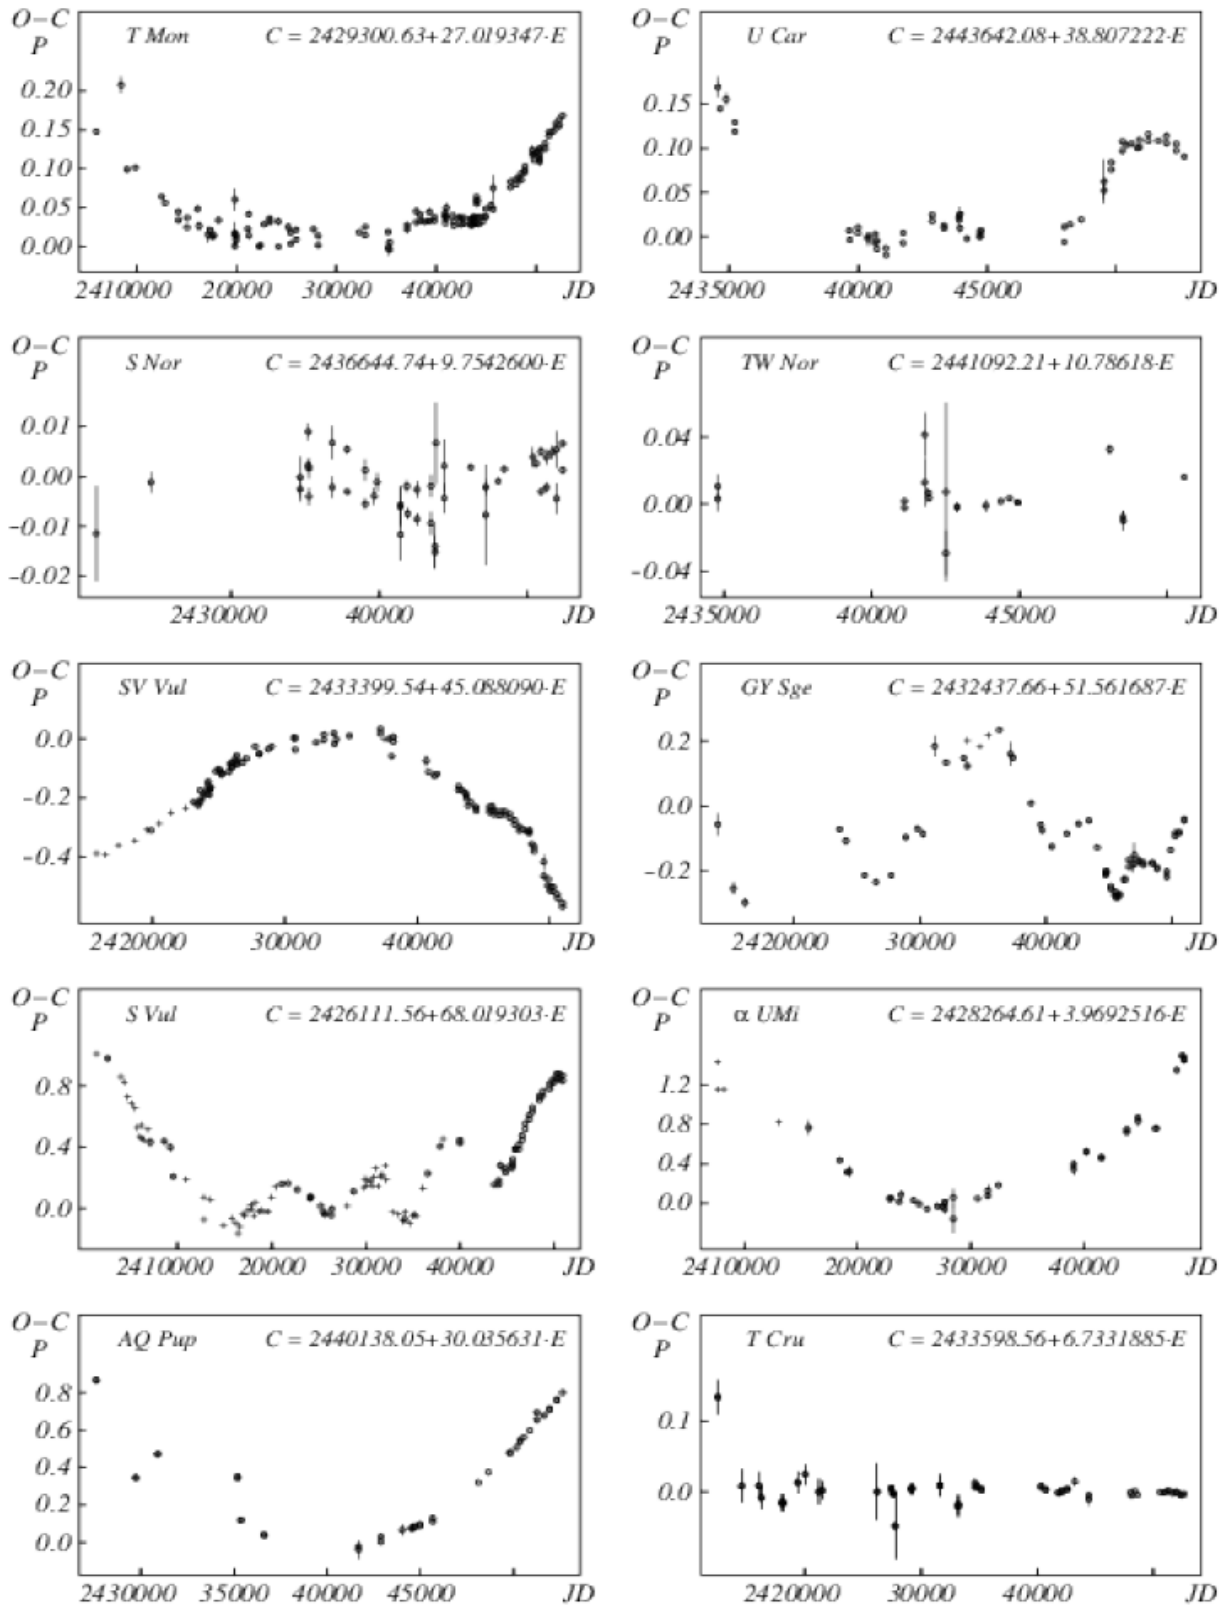 O−C
P
T Mon C = 2429300.63+27.019347·E
0.20
0.15
0.10
0.05
0.00
2410000 20000 30000 40000 JD
O−C
P
U Car C = 2443642.08+38.807222·E
0.15
0.10
0.05
0.00
2435000 40000 45000 JD
O−C
P
S Nor C = 2436644.74+9.7542600·E
0.01
0.00
−0.01
−0.02
2430000 40000 JD
O−C
P
TW Nor C = 2441092.21+10.78618·E
0.04
0.00
−0.04
2435000 40000 45000 JD
O−C
P
SV Vul C = 2433399.54+45.088090·E
0.0
−0.2
−0.4
2420000 30000 40000 JD
O−C
P
GY Sge C = 2432437.66+51.561687·E
0.2
0.0
−0.2
2420000 30000 40000 JD
O−C
P
S Vul C = 2426111.56+68.019303·E
0.8
0.4
0.0
2410000 20000 30000 40000 JD
O−C
P
α UMi C = 2428264.61+3.9692516·E
1.2
0.8
0.4
0.0
2410000 20000 30000 40000 JD
O−C
P
AQ Pup C = 2440138.05+30.035631·E
0.8
0.6
0.4
0.2
0.0
2430000 35000 40000 45000 JD
O−C
P
T Cru C = 2433598.56+6.7331885·E
0.1
0.0
2420000 30000 40000 JD